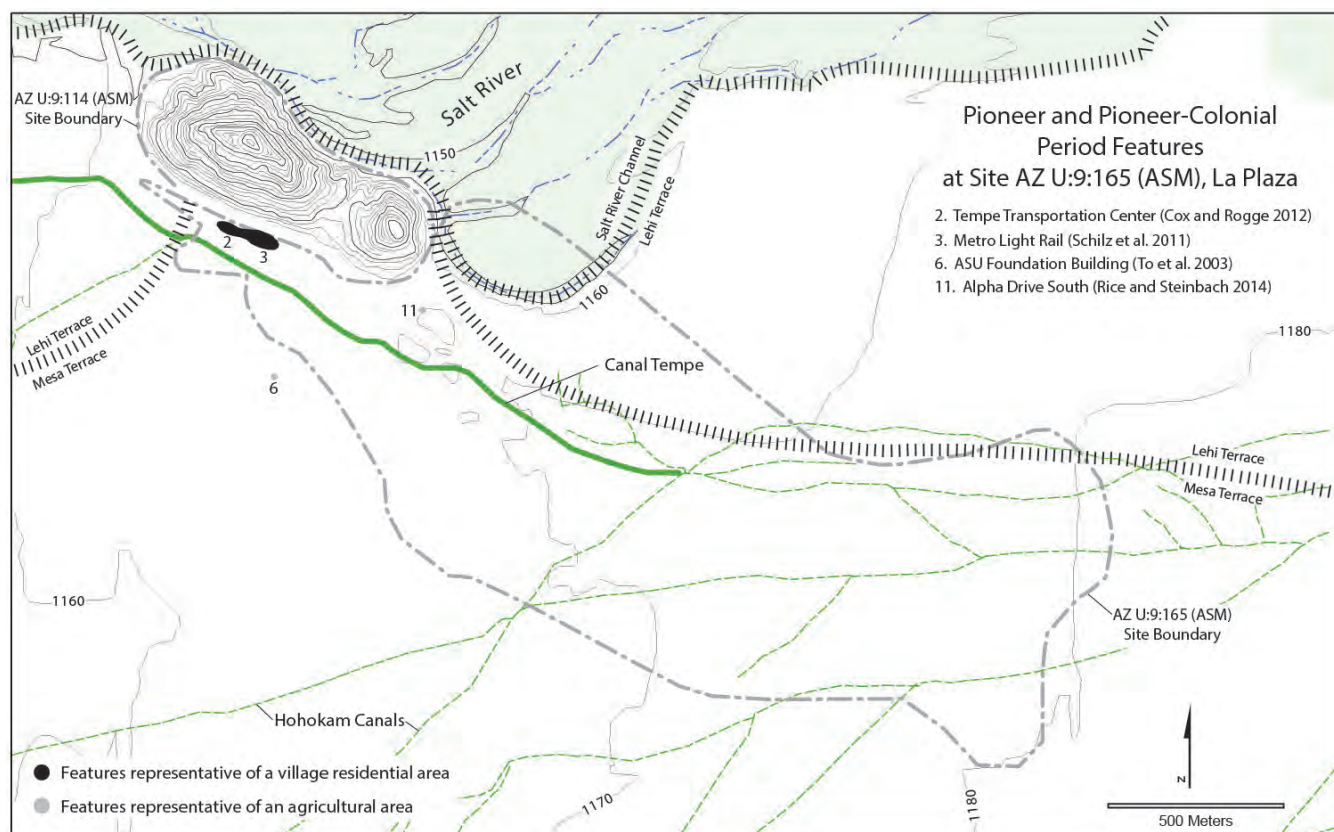 AZ U:9:114 (ASM)
Site Boundary
Salt River
1150
Salt River Channel
Lehi Terrace
1160
Pioneer and Pioneer-Colonial
Period Features
at Site AZ U:9:165 (ASM), La Plaza
2. Tempe Transportation Center (Cox and Rogge 2012)
3. Metro Light Rail (Schilz et al. 2011)
6. ASU Foundation Building (To et al. 2003)
11. Alpha Drive South (Rice and Steinbach 2014)
2
3
11
1180
Lehi Terrace
Mesa Terrace
6
Canal Tempe
Lehi Terrace
Mesa Terrace
1160
AZ U:9:165 (ASM)
Site Boundary
Hohokam Canals
Features representative of a village residential area
Features representative of an agricultural area
1170
1180
N
500 Meters